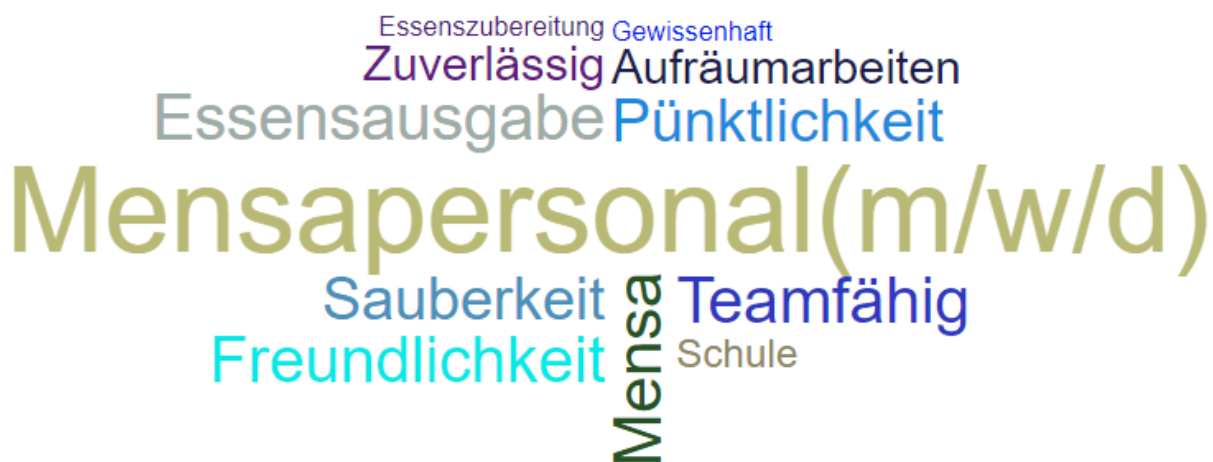 Essenszubereitung Gewissenhaft
Zuverlässig Aufräumarbeiten
Essensausgabe Pünktlichkeit
Mensapersonal(m/w/d)
Sauberkeit Mensa Teamfähig
Freundlichkeit Schule